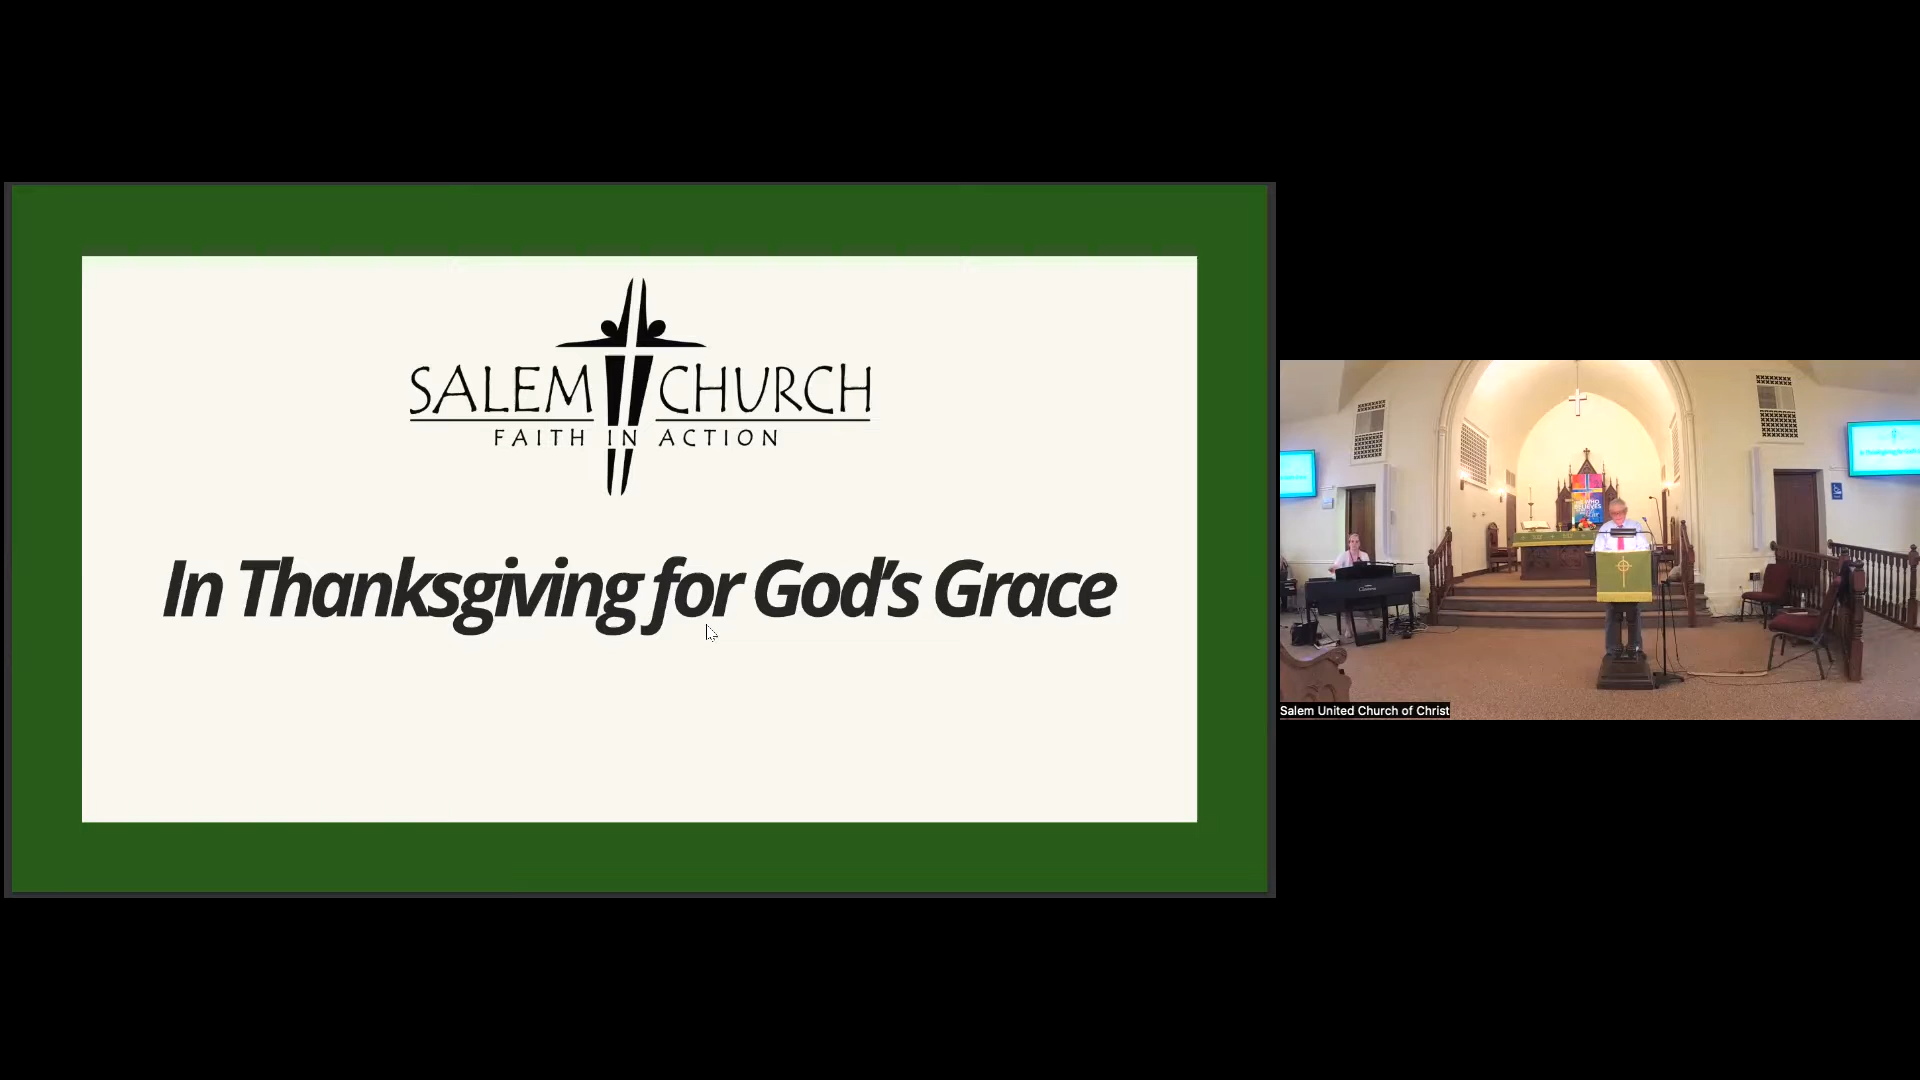 SALEM CHURCH
FAITH IN ACTION
In Thanksgiving for God's Grace
Salem United Church of Christ